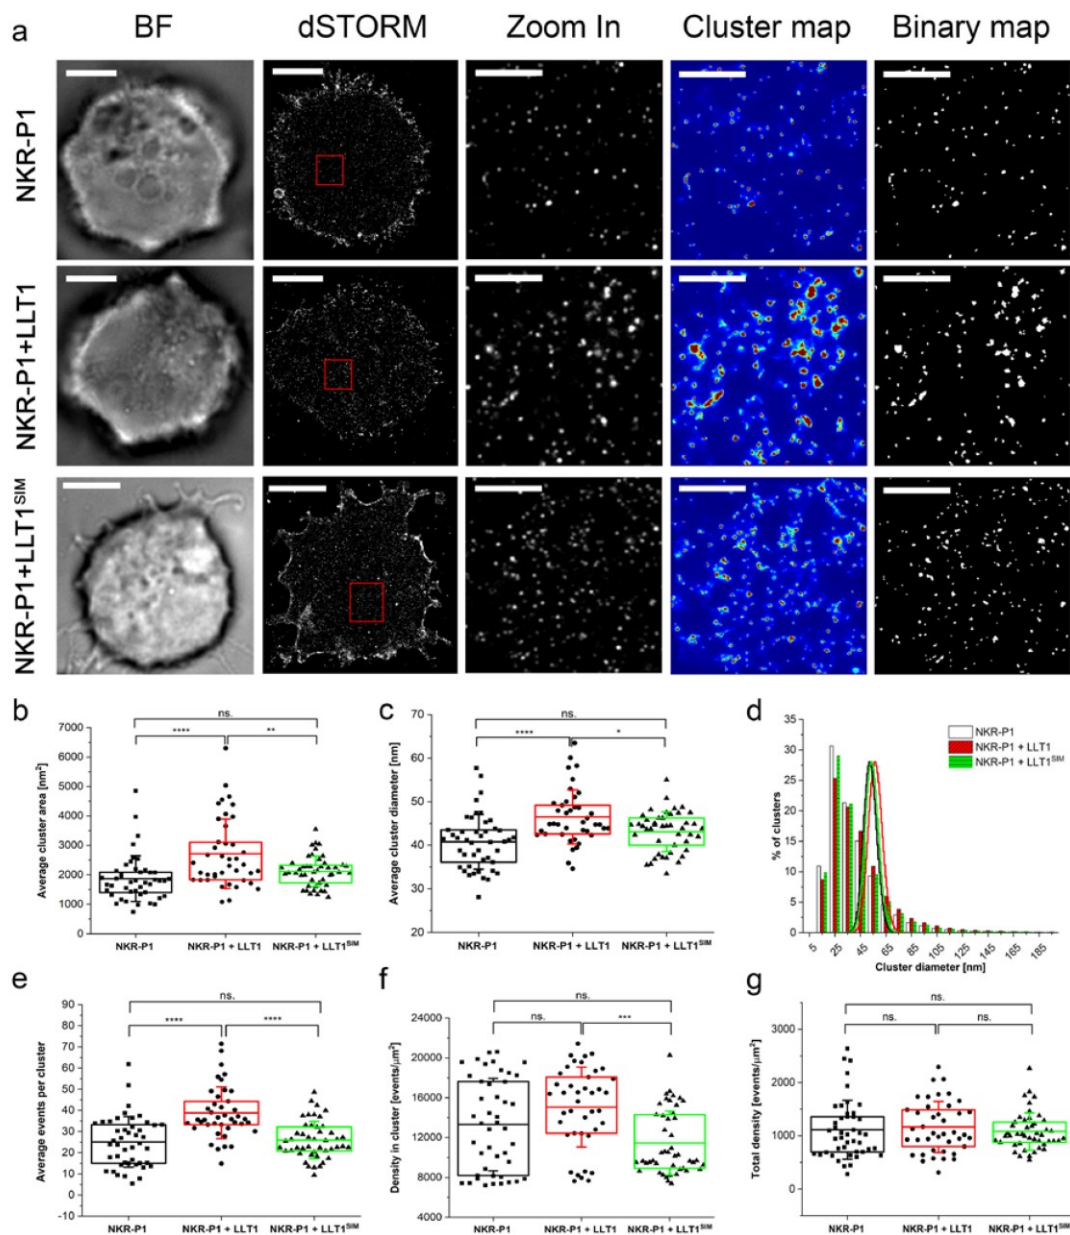 a
BF
dSTORM
Zoom In
Cluster map
Binary map
NKR-P1
NKR-P1+LLT1
NKR-P1+LLT1SIM
b
Average cluster area [nm²]
7000
6000
5000
4000
3000
2000
1000
0
ns.
****
**
NKR-P1
NKR-P1 + LLT1
NKR-P1 + LLT1SIM
c
Average cluster diameter [nm]
70
60
50
40
30
20
ns.
****
*
NKR-P1
NKR-P1 + LLT1
NKR-P1 + LLT1SIM
d
% of clusters
35
30
25
20
15
10
5
0
NKR-P1
NKR-P1 + LLT1
NKR-P1 + LLT1SIM
5
25
45
65
85
105
125
145
165
185
Cluster diameter [nm]
e
Average events per cluster
90
80
70
60
50
40
30
20
10
0
-10
ns.
****
****
NKR-P1
NKR-P1 + LLT1
NKR-P1 + LLT1SIM
f
Density in cluster [events/µm²]
24000
20000
16000
12000
8000
4000
ns.
ns.
***
NKR-P1
NKR-P1 + LLT1
NKR-P1 + LLT1SIM
g
Total density [events/µm²]
3000
2000
1000
0
ns.
ns.
ns.
NKR-P1
NKR-P1 + LLT1
NKR-P1 + LLT1SIM